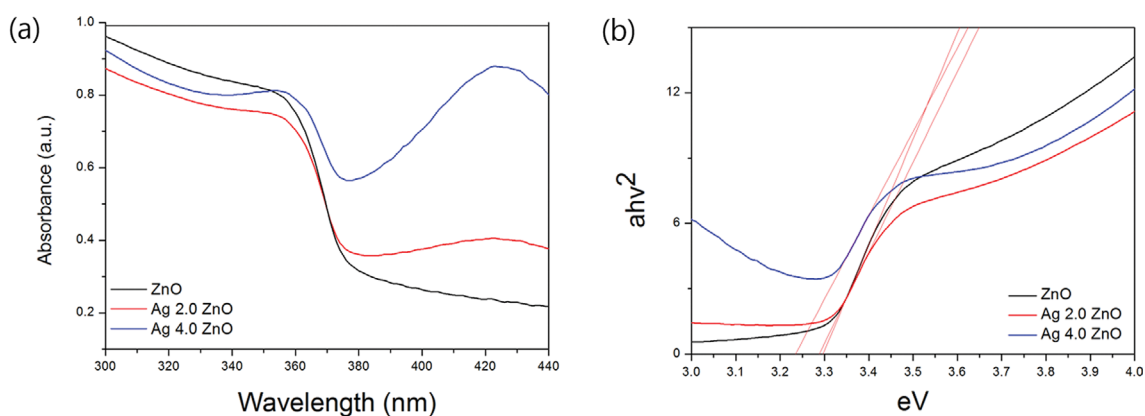 (a)
Absorbance (a.u.)
1.0
0.8
0.6
0.4
0.2
ZnO
Ag 2.0 ZnO
Ag 4.0 ZnO
300 320 340 360 380 400 420 440
Wavelength (nm)
(b)
ahv2
12
6
0
ZnO
Ag 2.0 ZnO
Ag 4.0 ZnO
3.0 3.1 3.2 3.3 3.4 3.5 3.6 3.7 3.8 3.9 4.0
eV